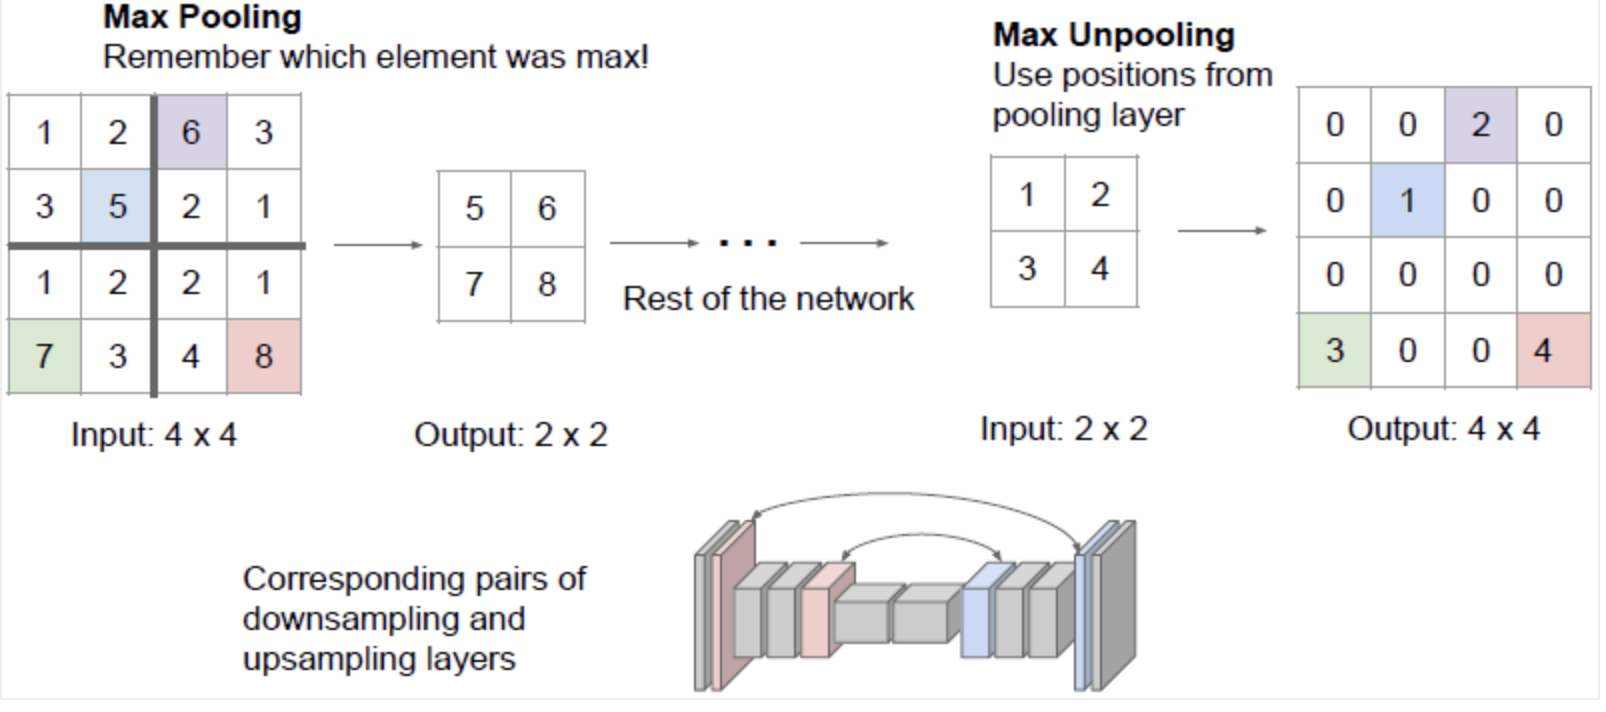 Max Pooling
Remember which element was max!
1 2 6 3
3 5 2 1
1 2 2 1
7 3 4 8
Input: 4 x 4
5 6
7 8
Output: 2 x 2
. . .
Rest of the network
Max Unpooling
Use positions from
pooling layer
1 2
3 4
Input: 2 x 2
0 0 2 0
0 1 0 0
0 0 0 0
3 0 0 4
Output: 4 x 4
Corresponding pairs of
downsampling and
upsampling layers